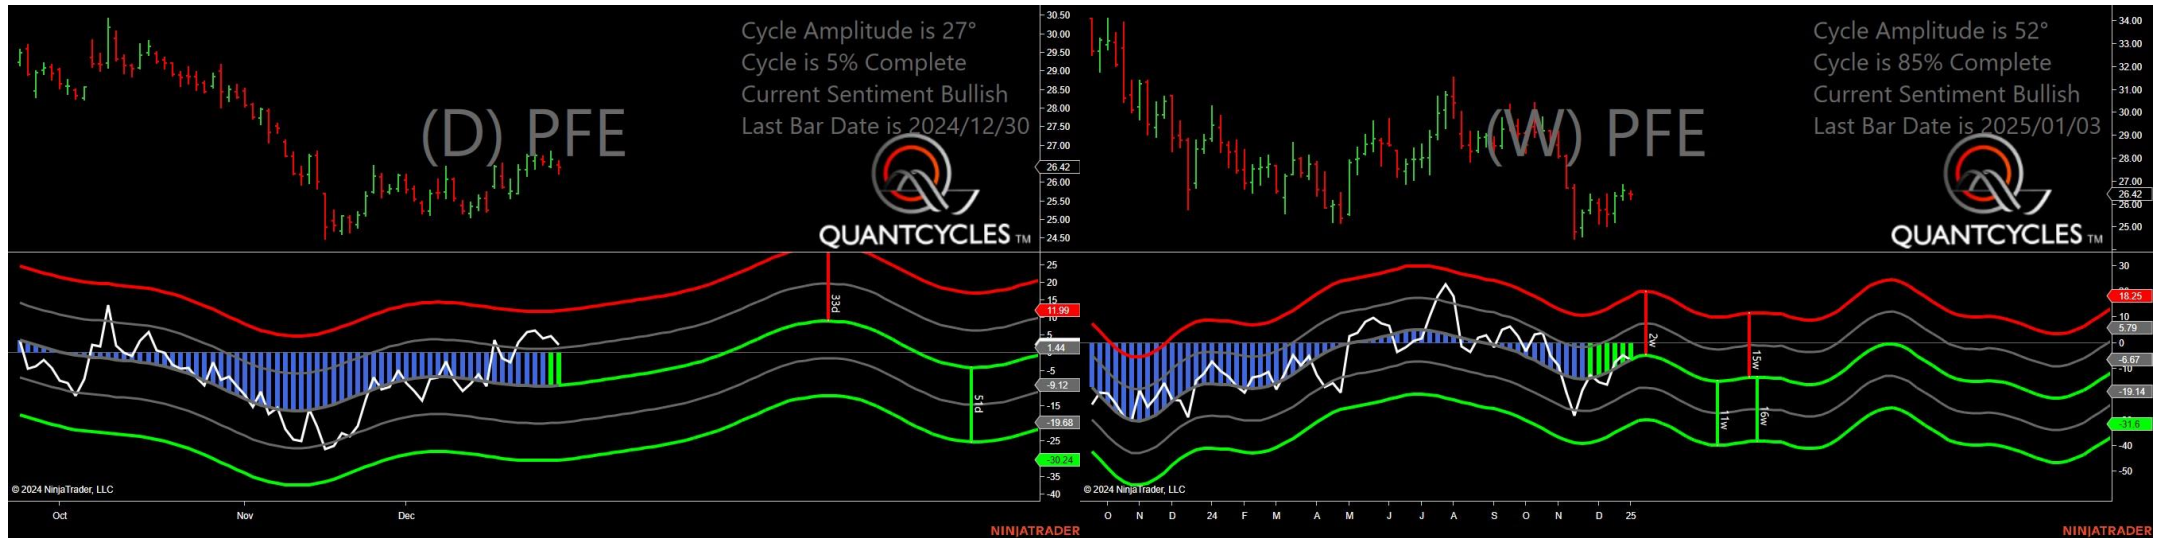 Cycle Amplitude is 27°
Cycle is 5% Complete
Current Sentiment Bullish
Last Bar Date is 2024/12/30
(D) PFE
QUANTCYCLES TM
30.50
30.00
29.50
29.00
28.50
28.00
27.50
27.00
26.42
26.00
25.50
25.00
24.50
25
20
15
11.99
10
5
1.44
-5
-9.12
-15
-19.68
-25
-30.24
-35
-40
33d
51d
© 2024 NinjaTrader, LLC
Oct Nov Dec
NINJATRADER
Cycle Amplitude is 52°
Cycle is 85% Complete
Current Sentiment Bullish
Last Bar Date is 2025/01/03
(W) PFE
QUANTCYCLES TM
34.00
33.00
32.00
31.00
30.00
29.00
28.00
27.00
26.42
26.00
25.00
30
18.25
10
5.79
0
-6.67
-10
-19.14
-31.6
-40
-50
2w
15w
11w
16w
© 2024 NinjaTrader, LLC
O N D 24 F M A M J J A S O N D 25
NINJATRADER